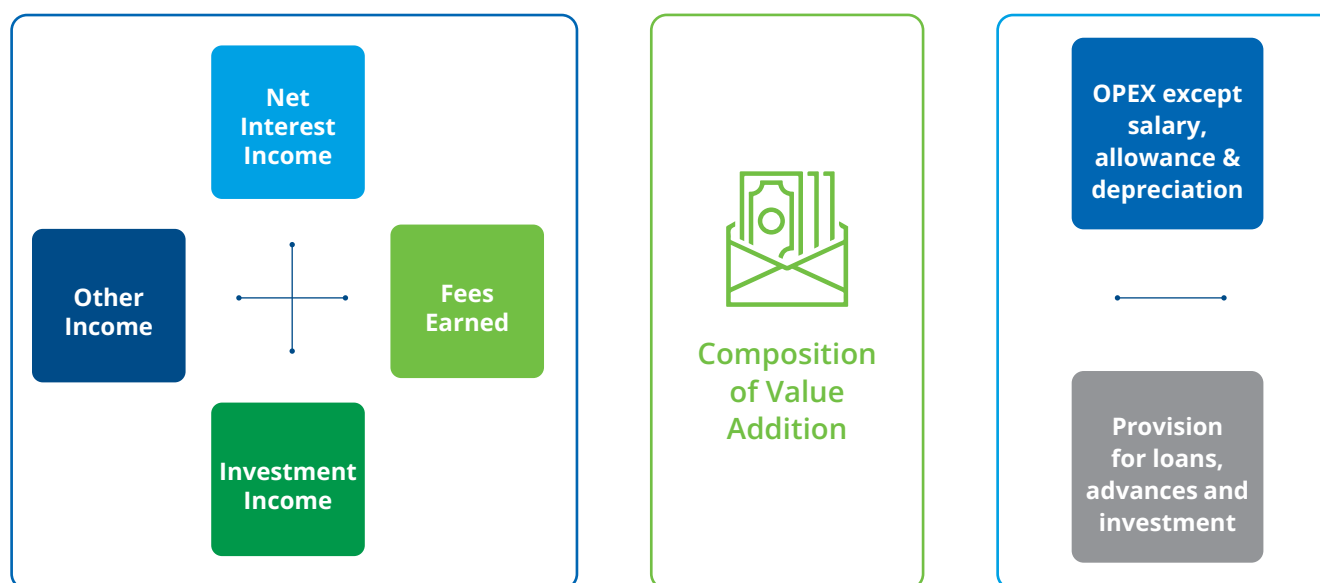 Net
Interest
Income
Other
Income
Fees
Earned
Investment
Income
Composition
of Value
Addition
OPEX except
salary,
allowance &
depreciation
Provision
for loans,
advances and
investment